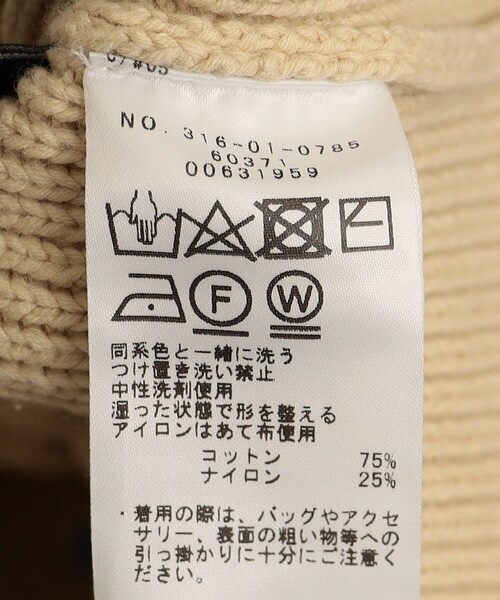 NO. 316-01-0785
60371
00631959
F W
同系色と一緒に洗う
つけ置き洗い禁止
中性洗剤使用
湿った状態で形を整える
アイロンはあて布使用
コットン 75%
ナイロン 25%
・着用の際は、バッグやアクセ
サリー、表面の粗い物等への
引っ掛かりに十分にご注意く
ださい。